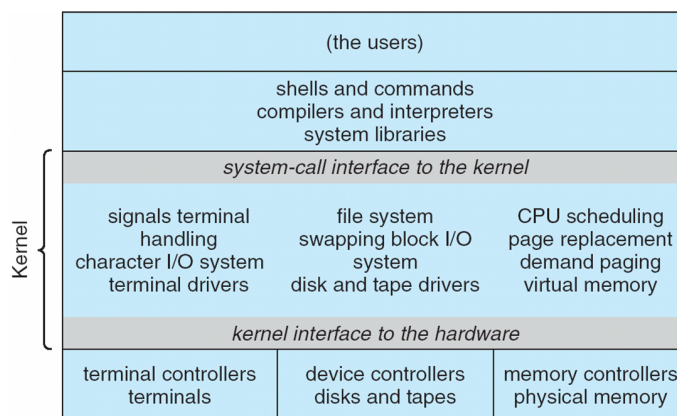 (the users)
shells and commands
compilers and interpreters
system libraries
Kernel
system-call interface to the kernel
signals terminal
handling
character I/O system
terminal drivers
file system
swapping block I/O
system
disk and tape drivers
CPU scheduling
page replacement
demand paging
virtual memory
kernel interface to the hardware
terminal controllers
terminals
device controllers
disks and tapes
memory controllers
physical memory